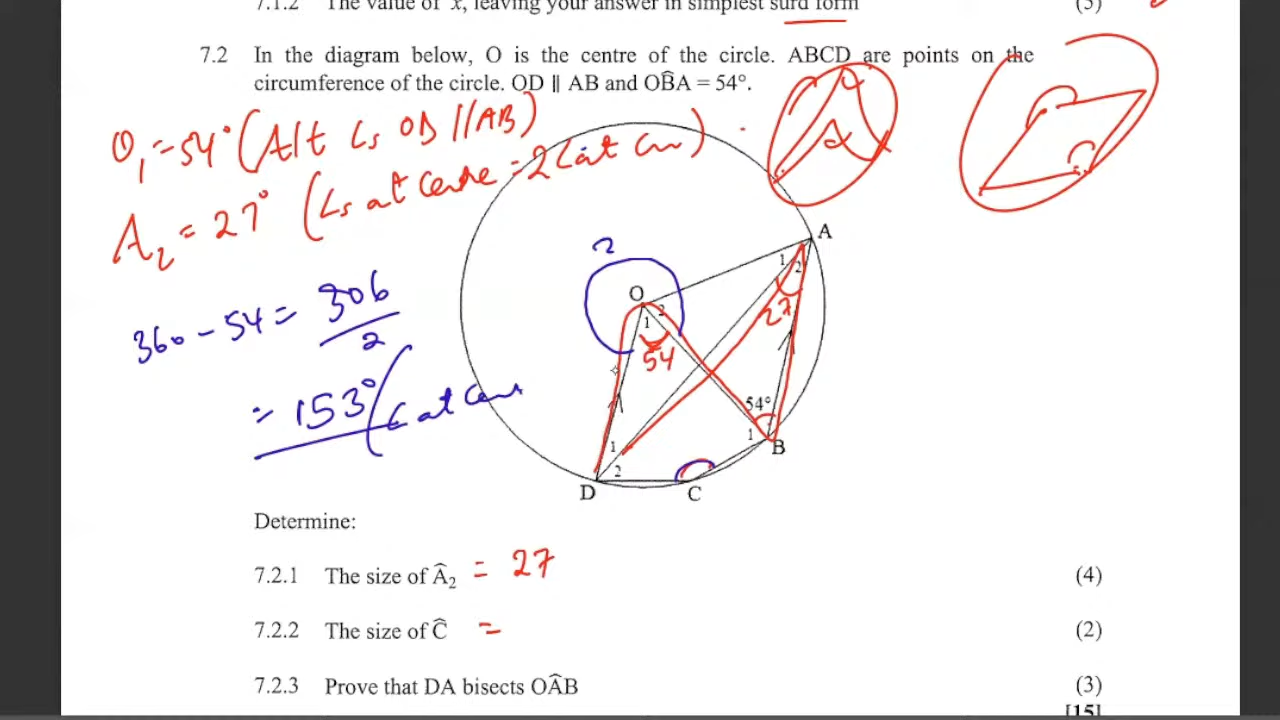 7.1.2 The value of x, leaving your answer in simplest surd form (5)
7.2 In the diagram below, O is the centre of the circle. ABCD are points on the
circumference of the circle. OD ∥ AB and OB̂A = 54°.
O₁ = 54° (Alt ∠s OD // AB)
A₂ = 27° (∠s at centre = 2∠at
360 - 54 = 306
2
= 153° (∠ at cent
2
A
1 2
27
O
2
1
54
54°
1
B
1
2
D
C
Determine:
7.2.1 The size of Â₂ = 27 (4)
7.2.2 The size of Ĉ = (2)
7.2.3 Prove that DA bisects OÂB (3)
[15]